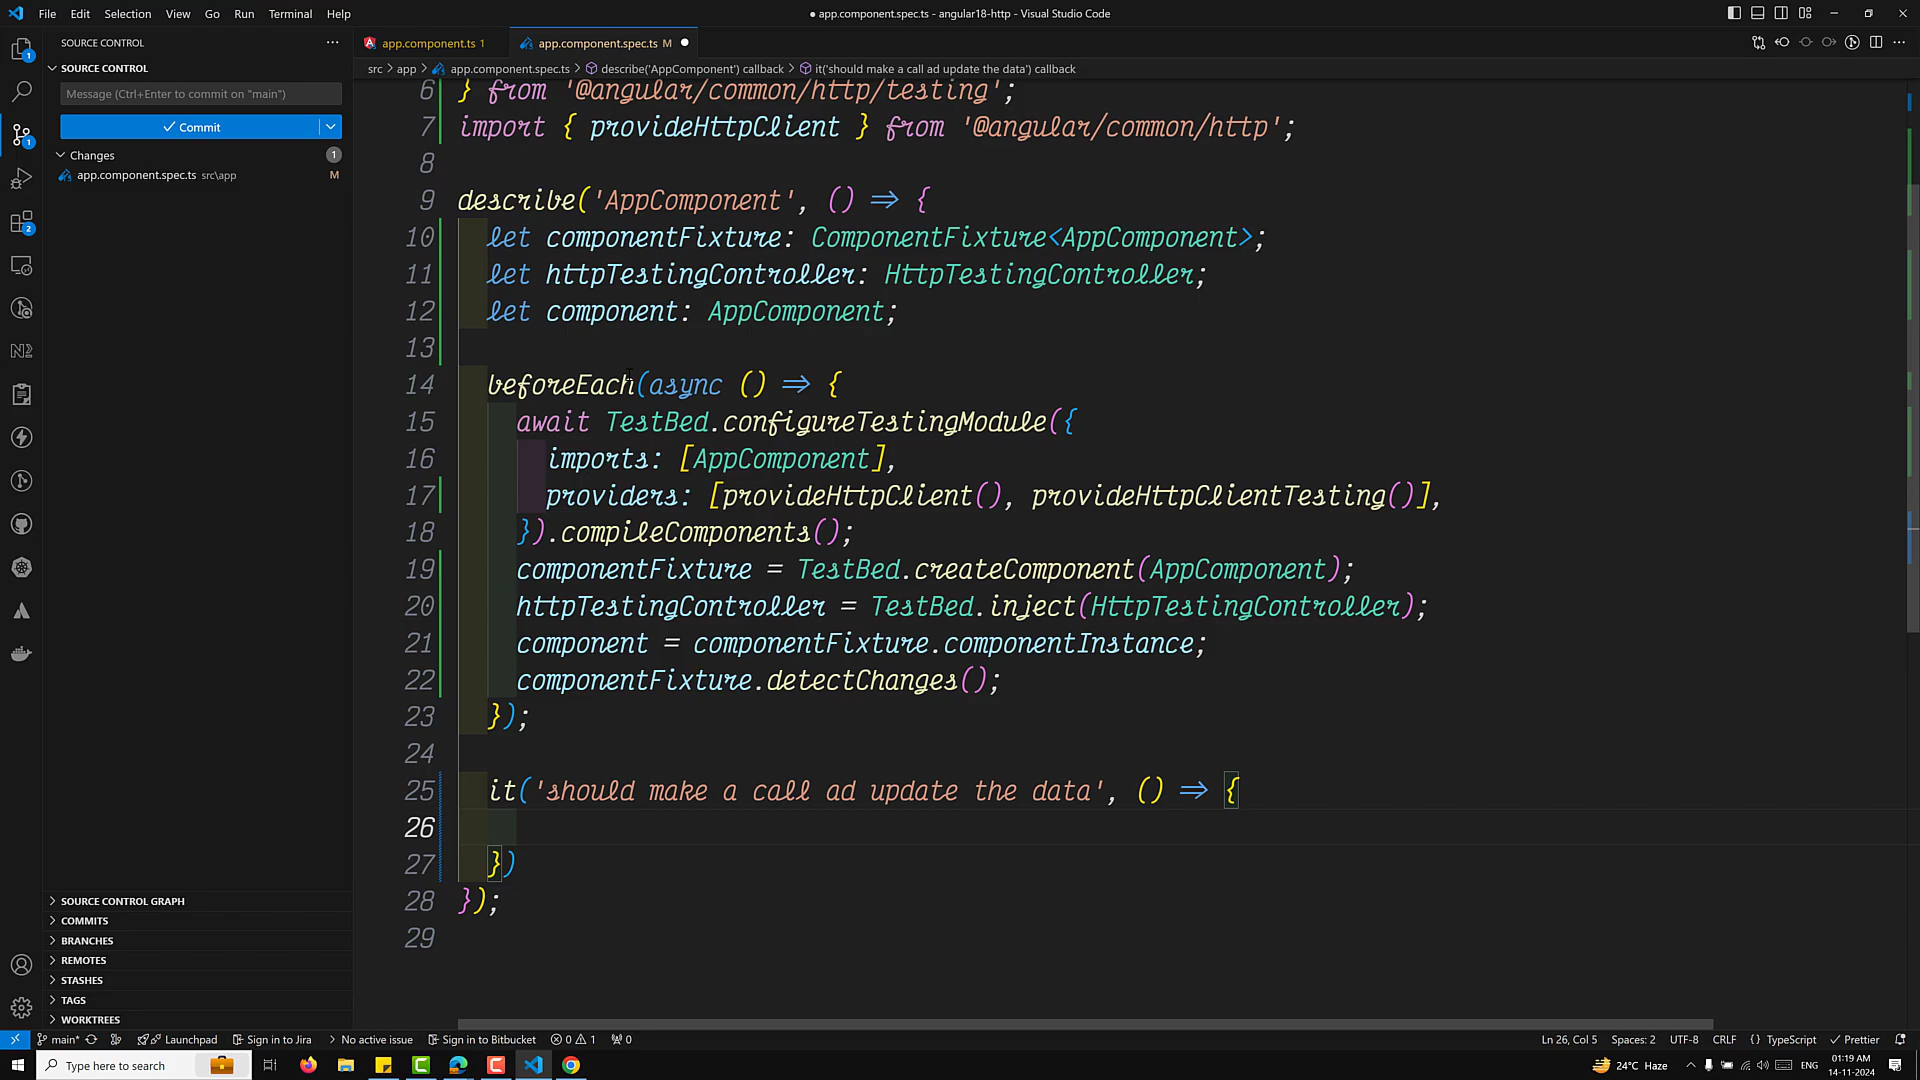 File Edit Selection View Go Run Terminal Help
● app.component.spec.ts - angular18-http - Visual Studio Code
SOURCE CONTROL
app.component.ts 1
app.component.spec.ts M
src > app > app.component.spec.ts > describe('AppComponent') callback > it('should make a call ad update the data') callback
SOURCE CONTROL
Message (Ctrl+Enter to commit on "main")
Commit
Changes 1
app.component.spec.ts src\app M
6 } from '@angular/common/http/testing';
7 import { provideHttpClient } from '@angular/common/http';
8
9 describe('AppComponent', () => {
10 let componentFixture: ComponentFixture<AppComponent>;
11 let httpTestingController: HttpTestingController;
12 let component: AppComponent;
13
14 beforeEach(async () => {
15 await TestBed.configureTestingModule({
16 imports: [AppComponent],
17 providers: [provideHttpClient(), provideHttpClientTesting()],
18 }).compileComponents();
19 componentFixture = TestBed.createComponent(AppComponent);
20 httpTestingController = TestBed.inject(HttpTestingController);
21 component = componentFixture.componentInstance;
22 componentFixture.detectChanges();
23 });
24
25 it('should make a call ad update the data', () => {
26
27 })
28 });
29
SOURCE CONTROL GRAPH
COMMITS
BRANCHES
REMOTES
STASHES
TAGS
WORKTREES
main* Launchpad Sign in to Jira No active issue Sign in to Bitbucket 0 1 0
Ln 26, Col 5 Spaces: 2 UTF-8 CRLF {} TypeScript Prettier
Type here to search
24°C Haze
ENG
01:19 AM
14-11-2024